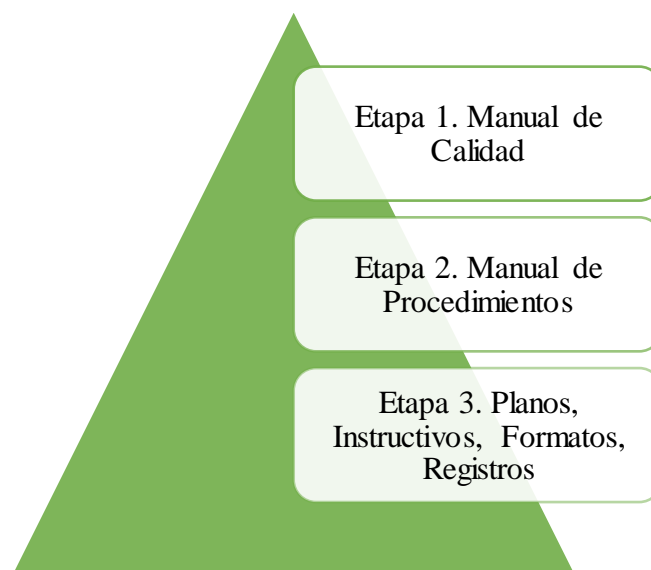 Etapa 1. Manual de
Calidad
Etapa 2. Manual de
Procedimientos
Etapa 3. Planos,
Instructivos, Formatos,
Registros